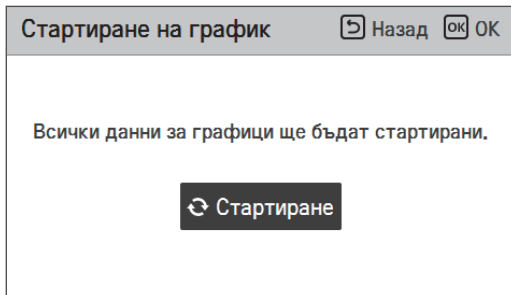 Стартиране на график Назад OK OK
Всички данни за графици ще бъдат стартирани.
Стартиране